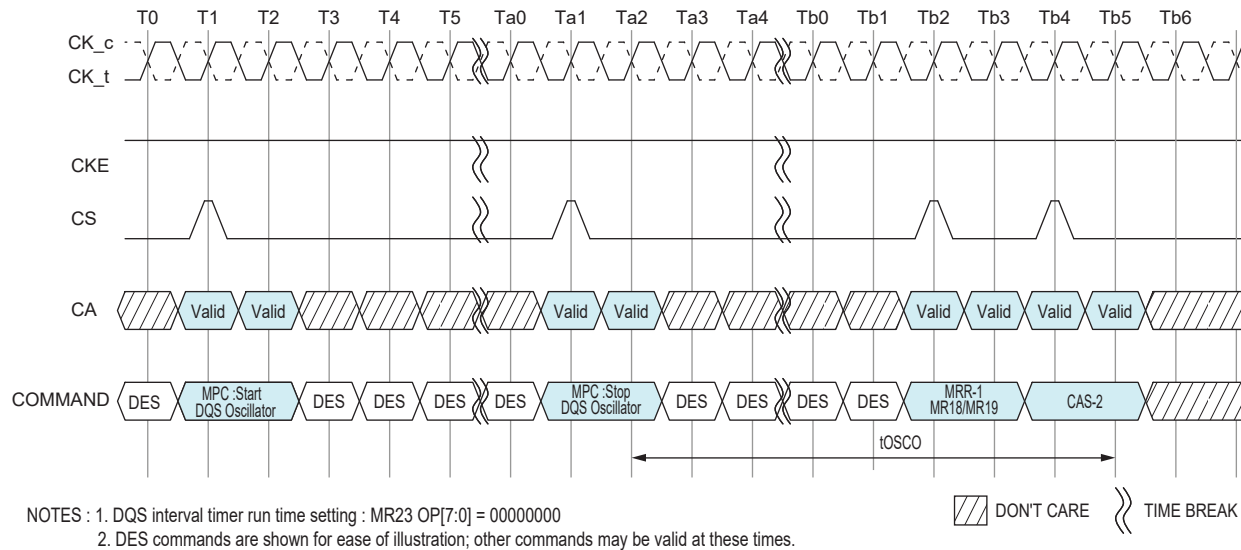 T0 T1 T2 T3 T4 T5 Ta0 Ta1 Ta2 Ta3 Ta4 Tb0 Tb1 Tb2 Tb3 Tb4 Tb5 Tb6
CK_c
CK_t
CKE
CS
CA Valid Valid Valid Valid Valid Valid Valid Valid
COMMAND DES MPC :Start DES DES DES DES MPC :Stop DES DES DES DES MRR-1 CAS-2
DQS Oscillator DQS Oscillator MR18/MR19
tOSCO
NOTES : 1. DQS interval timer run time setting : MR23 OP[7:0] = 00000000
2. DES commands are shown for ease of illustration; other commands may be valid at these times.
DON'T CARE TIME BREAK